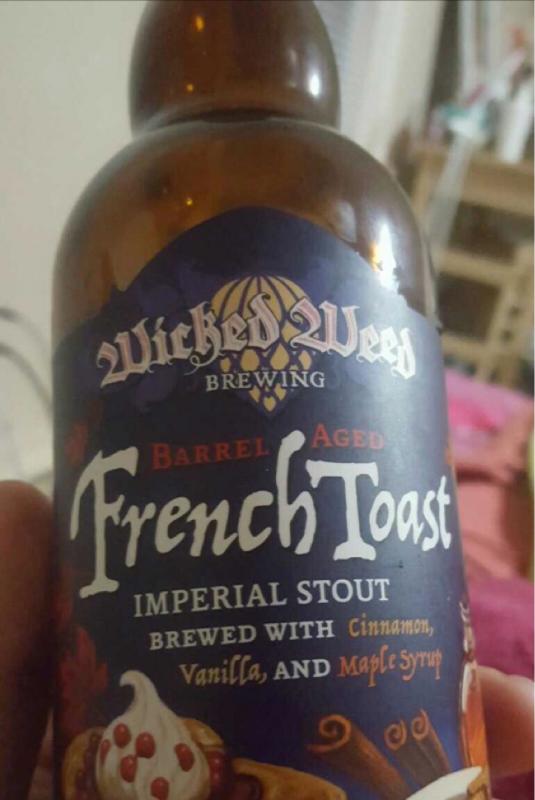 Wicked Weed
BREWING
BARREL AGED
French Toast
IMPERIAL STOUT
BREWED WITH Cinnamon,
Vanilla, AND Maple Syrup